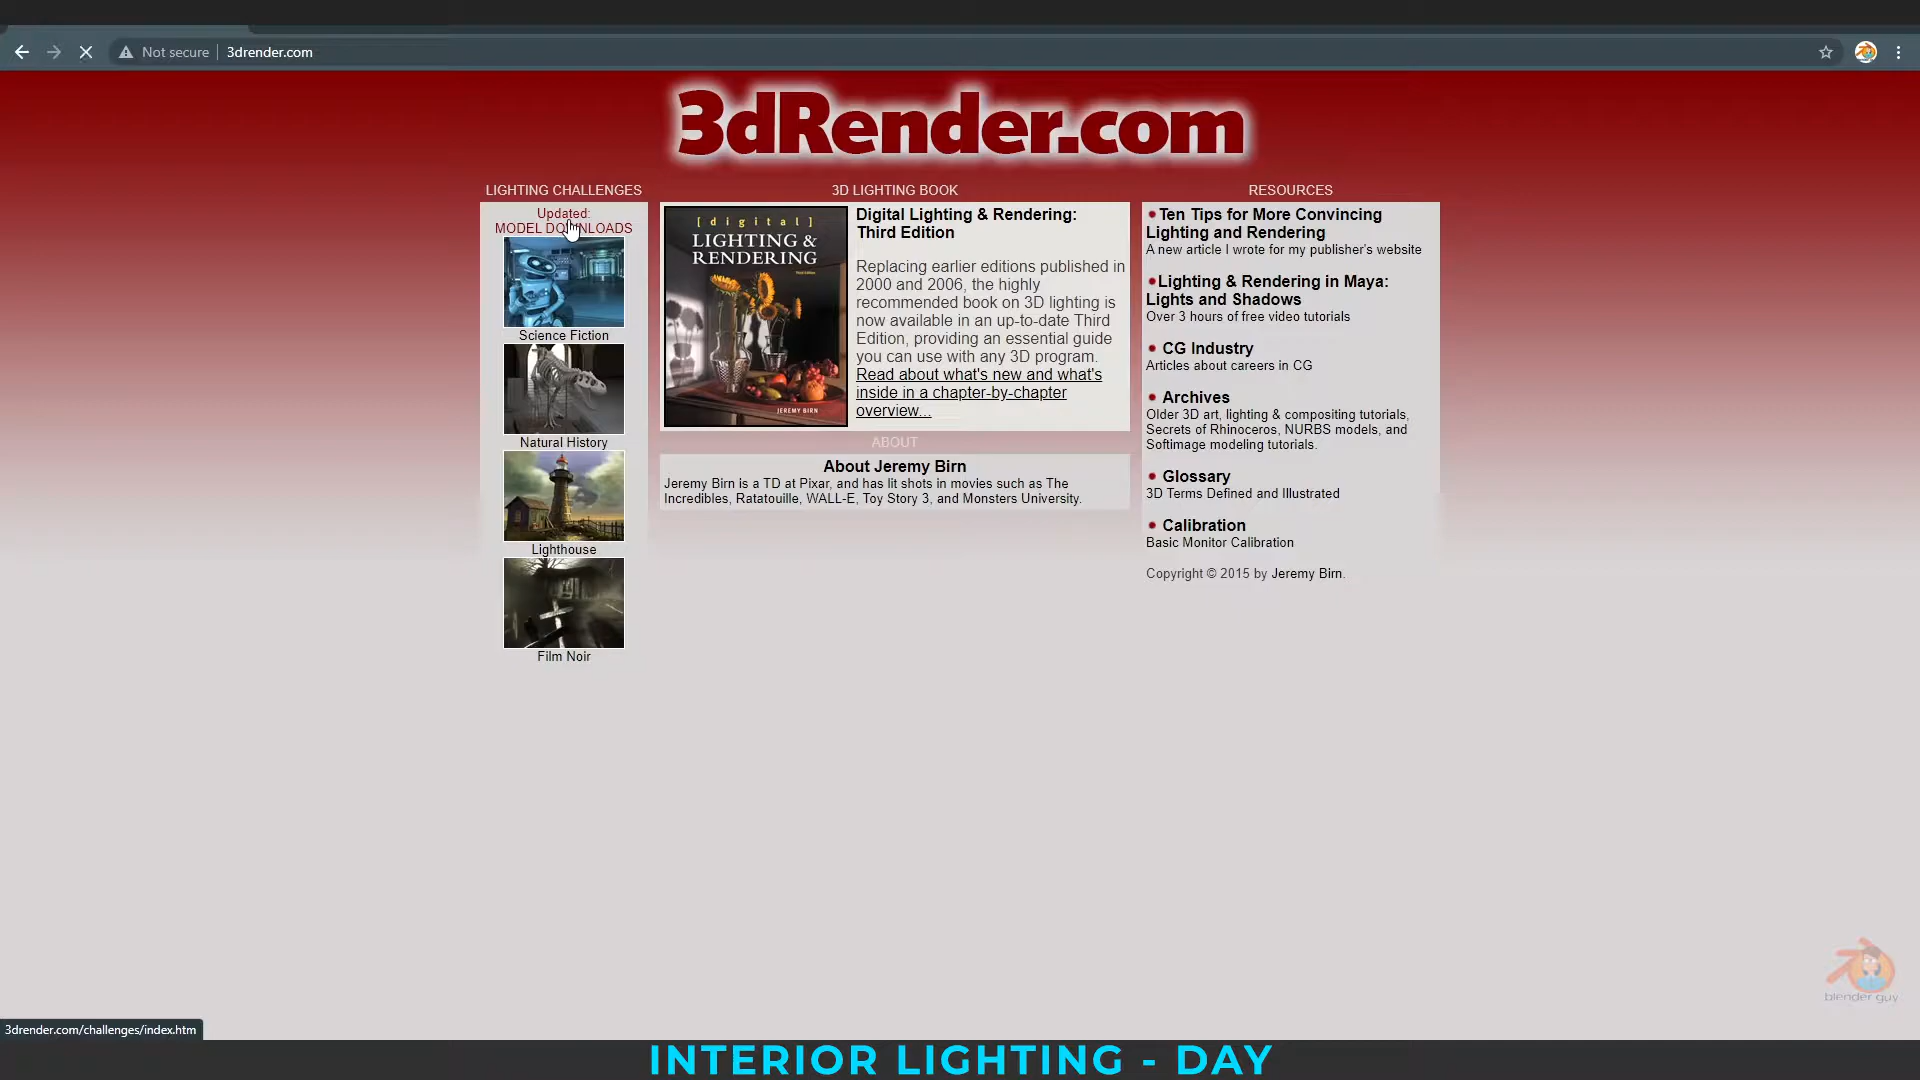 Not secure
3drender.com
3dRender.com
LIGHTING CHALLENGES
Updated:
MODEL DOWNLOADS
Science Fiction
Natural History
Lighthouse
Film Noir
3D LIGHTING BOOK
[digital]
LIGHTING &
RENDERING
Third Edition
JEREMY BIRN
Digital Lighting & Rendering:
Third Edition
Replacing earlier editions published in
2000 and 2006, the highly
recommended book on 3D lighting is
now available in an up-to-date Third
Edition, providing an essential guide
you can use with any 3D program.
Read about what's new and what's
inside in a chapter-by-chapter
overview...
ABOUT
About Jeremy Birn
Jeremy Birn is a TD at Pixar, and has lit shots in movies such as The
Incredibles, Ratatouille, WALL-E, Toy Story 3, and Monsters University.
RESOURCES
Ten Tips for More Convincing
Lighting and Rendering
A new article I wrote for my publisher's website
Lighting & Rendering in Maya:
Lights and Shadows
Over 3 hours of free video tutorials
CG Industry
Articles about careers in CG
Archives
Older 3D art, lighting & compositing tutorials,
Secrets of Rhinoceros, NURBS models, and
Softimage modeling tutorials.
Glossary
3D Terms Defined and Illustrated
Calibration
Basic Monitor Calibration
Copyright © 2015 by Jeremy Birn.
blender guy
3drender.com/challenges/index.htm
INTERIOR LIGHTING - DAY